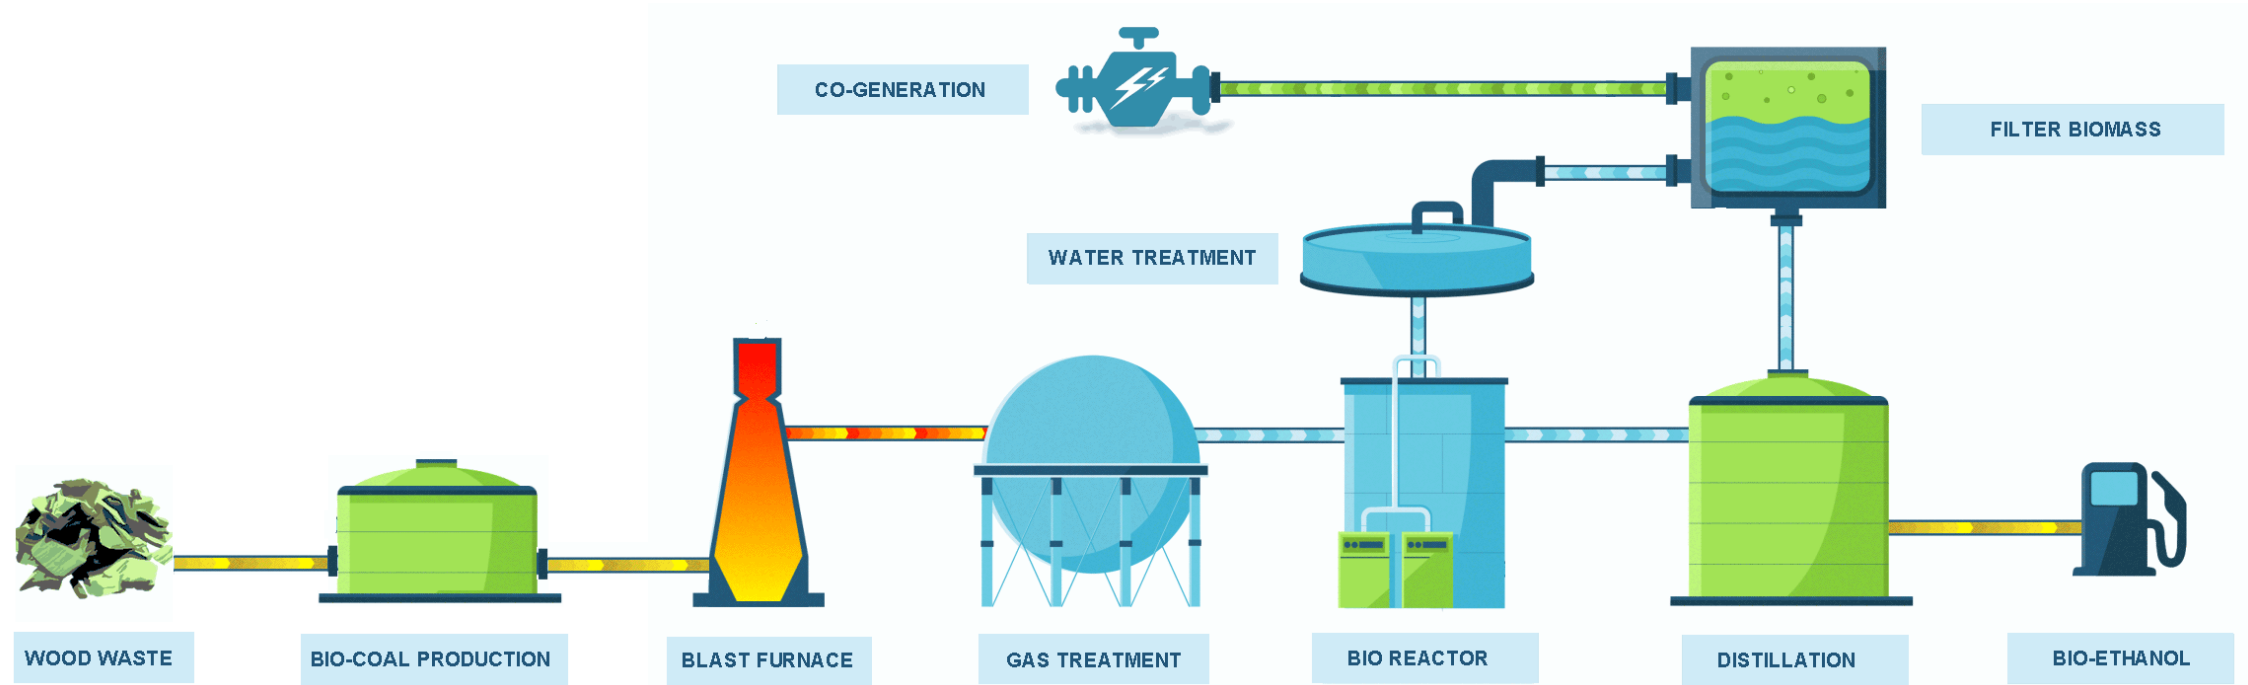 CO-GENERATION
FILTER BIOMASS
WATER TREATMENT
WOOD WASTE
BIO-COAL PRODUCTION
BLAST FURNACE
GAS TREATMENT
BIO REACTOR
DISTILLATION
BIO-ETHANOL